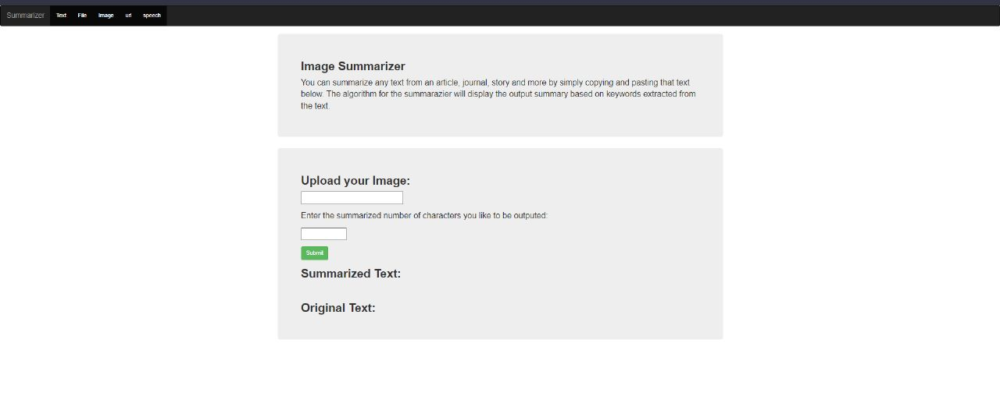 Summarizer Text File Image url speech
Image Summarizer
You can summarize any text from an article, journal, story and more by simply copying and pasting that text
below. The algorithm for the summarazier will display the output summary based on keywords extracted from
the text.
Upload your Image:
Enter the summarized number of characters you like to be outputed:
Submit
Summarized Text:
Original Text: